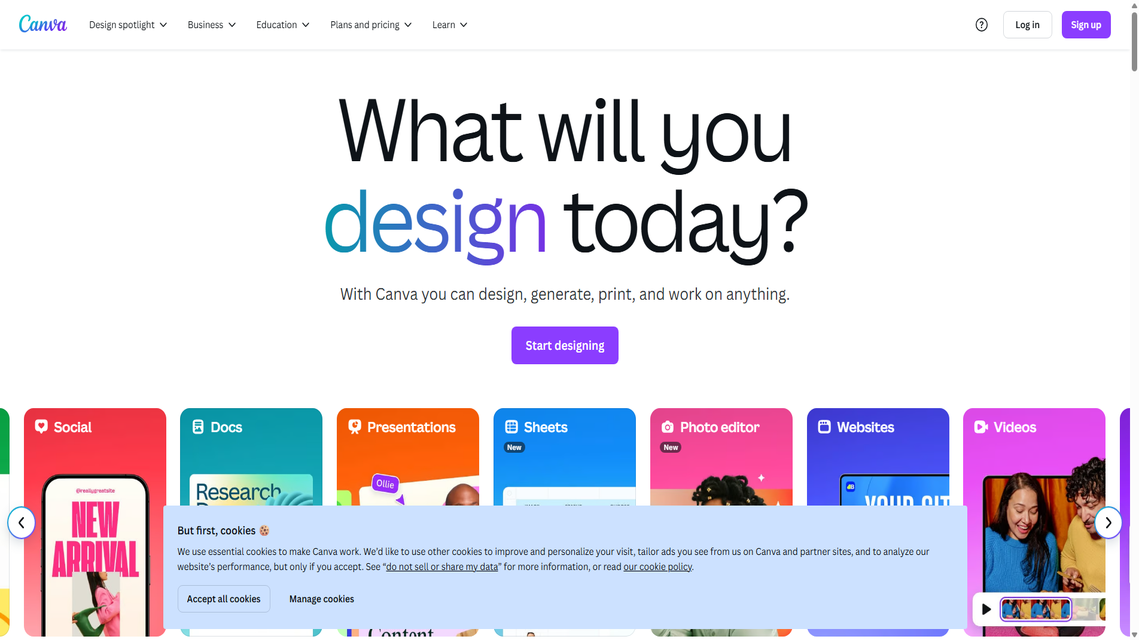 Canva
Design spotlight
Business
Education
Plans and pricing
Learn
Log in
Sign up
What will you
design today?
With Canva you can design, generate, print, and work on anything.
Start designing
Social
Docs
Presentations
Sheets
New
Photo editor
New
Websites
Videos
@reallygreatsite
NEW
ARRIVAL
Research
Ollie
YOUR SIT
But first, cookies 🍪
We use essential cookies to make Canva work. We'd like to use other cookies to improve and personalize your visit, tailor ads you see from us on Canva and partner sites, and to analyze our
website's performance, but only if you accept. See "do not sell or share my data" for more information, or read our cookie policy.
Accept all cookies
Manage cookies
Content